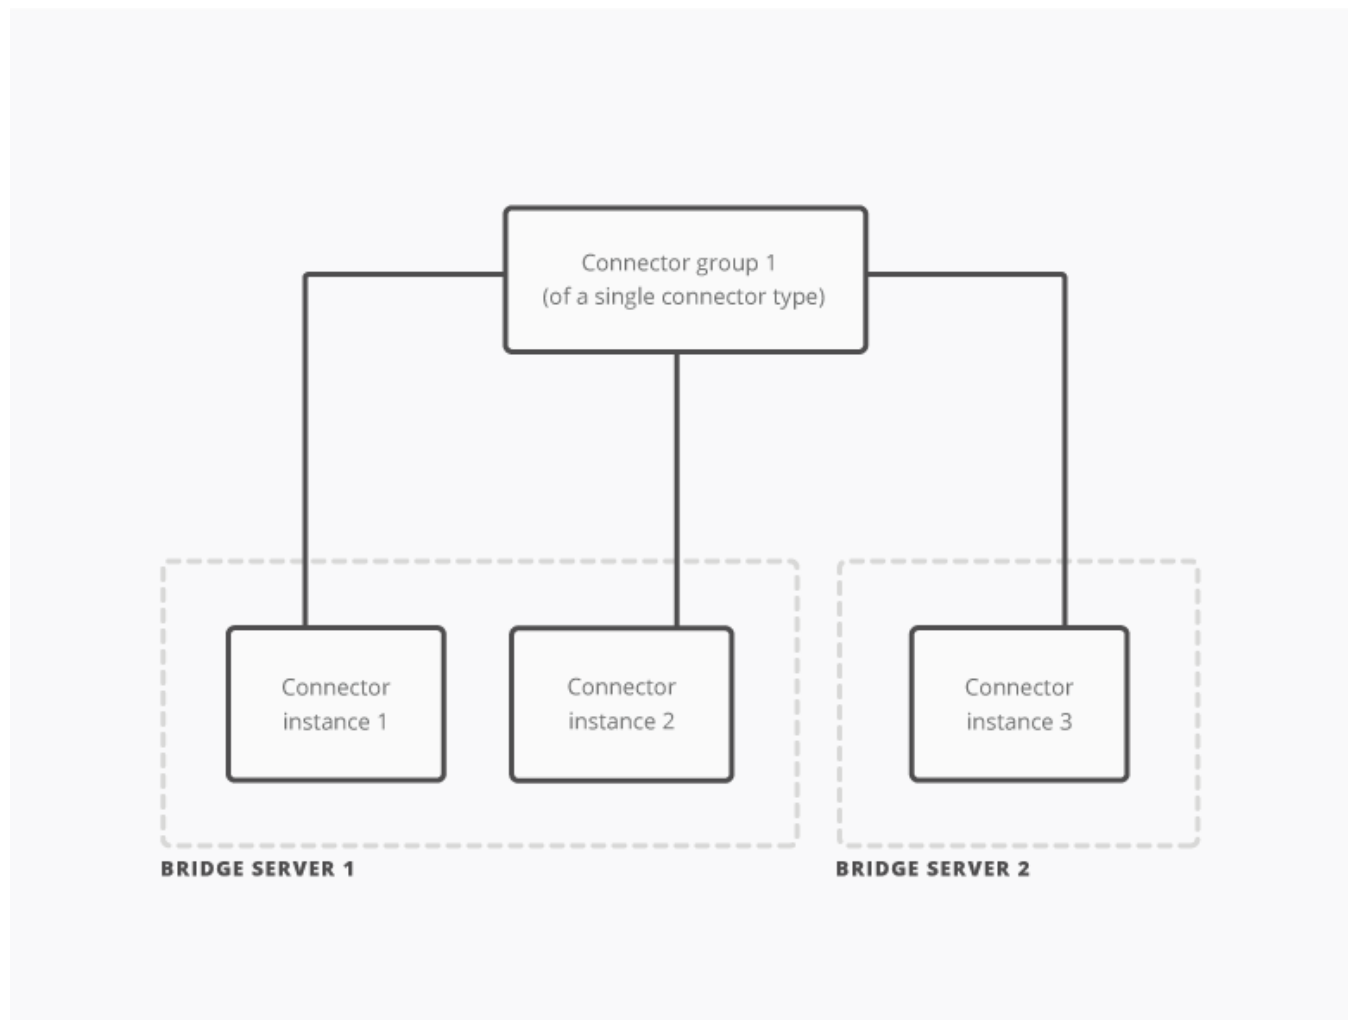 Connector group 1
(of a single connector type)
Connector
instance 1
Connector
instance 2
Connector
instance 3
BRIDGE SERVER 1
BRIDGE SERVER 2